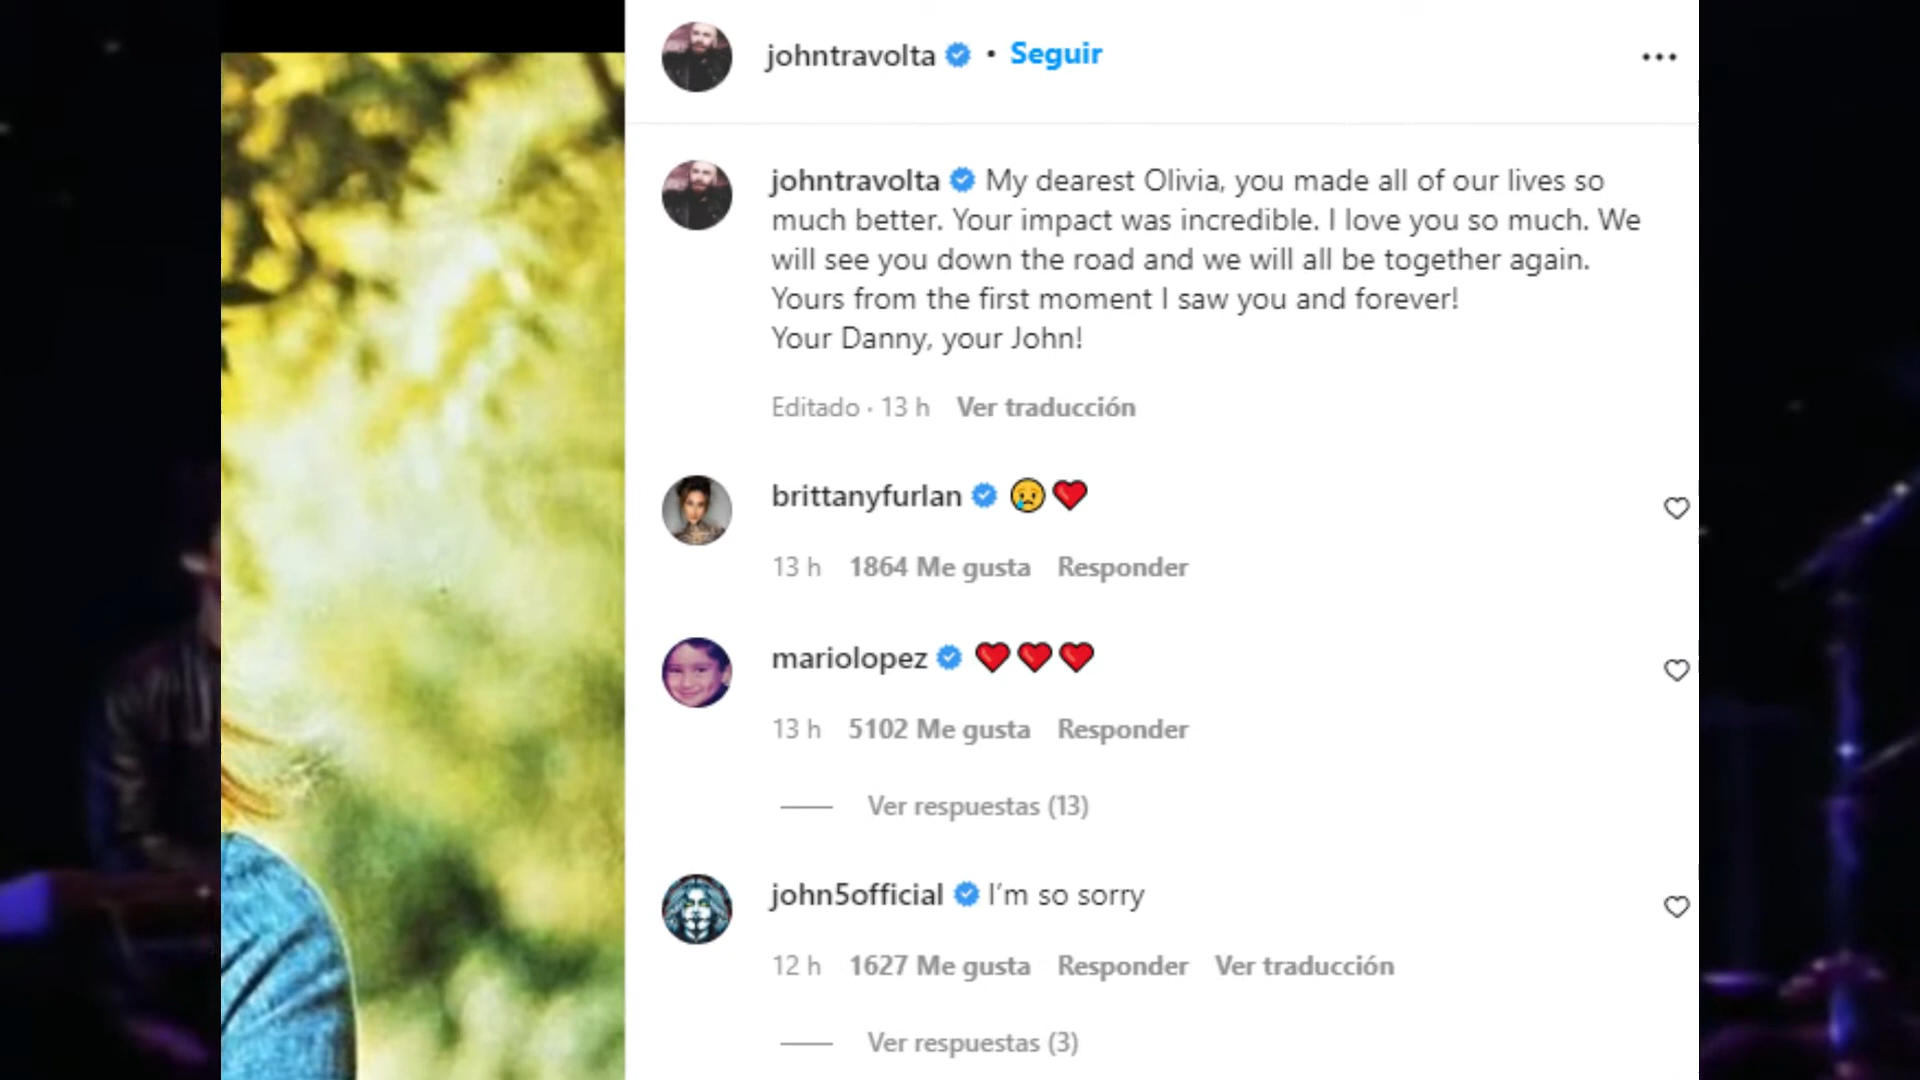 johntravolta • Seguir
johntravolta My dearest Olivia, you made all of our lives so
much better. Your impact was incredible. I love you so much. We
will see you down the road and we will all be together again.
Yours from the first moment I saw you and forever!
Your Danny, your John!
Editado · 13 h Ver traducción
brittanyfurlan 😢❤️
13 h 1864 Me gusta Responder
mariolopez ❤️❤️❤️
13 h 5102 Me gusta Responder
Ver respuestas (13)
john5official I’m so sorry
12 h 1627 Me gusta Responder Ver traducción
Ver respuestas (3)